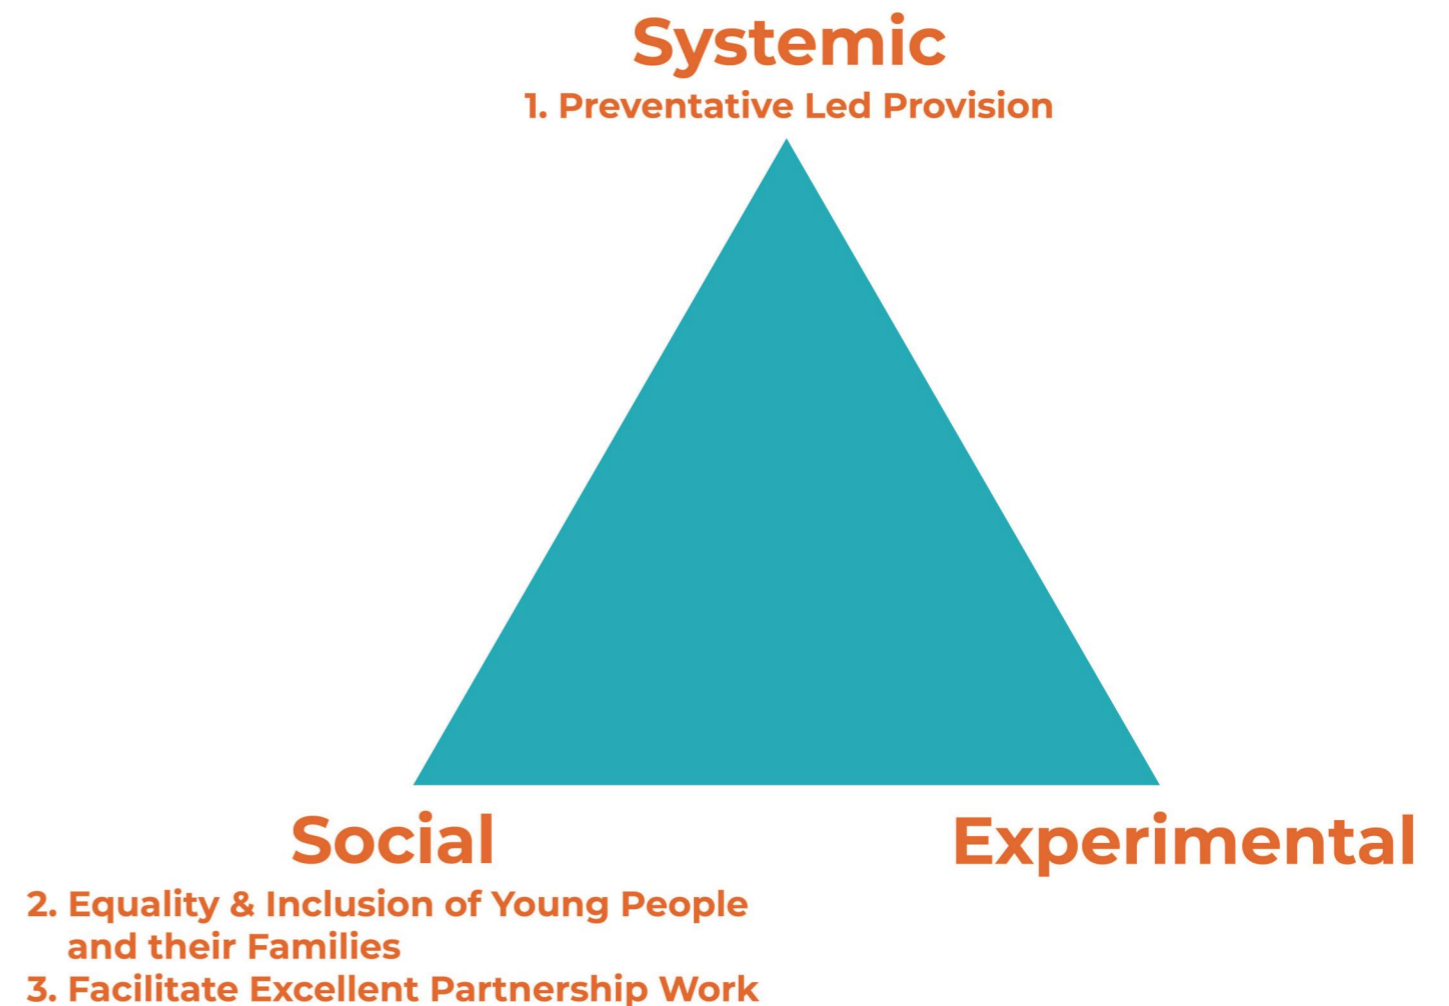 Systemic
1. Preventative Led Provision
Social
Experimental
2. Equality & Inclusion of Young People
and their Families
3. Facilitate Excellent Partnership Work